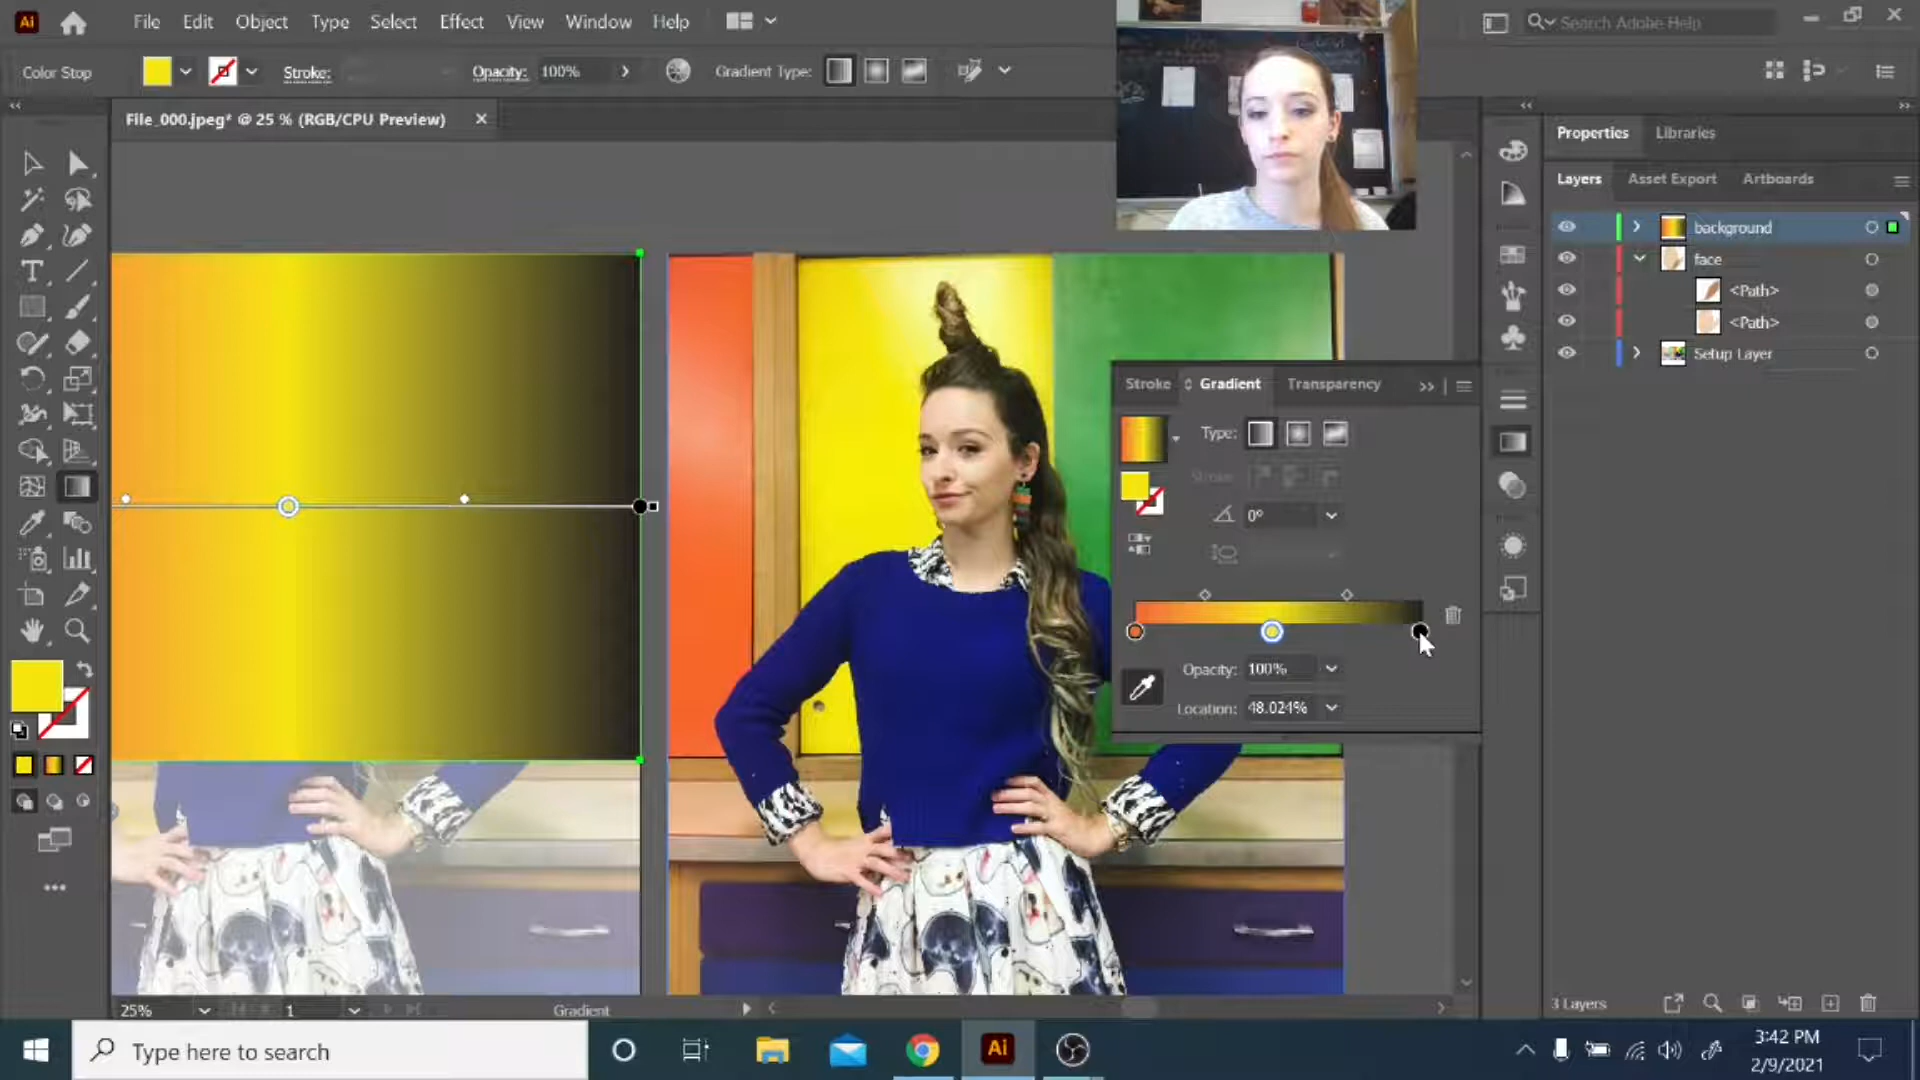 Ai File Edit Object Type Select Effect View Window Help Search Adobe Help
Color Stop Stroke: Opacity: 100% Gradient Type:
File_000.jpeg* @ 25 % (RGB/CPU Preview)
Properties Libraries
Layers Asset Export Artboards
background
face
<Path>
<Path>
Setup Layer
Stroke Gradient Transparency
Type:
Stroke:
0°
Opacity: 100%
Location: 48.024%
25% 1 Gradient
3 Layers
Type here to search
Ai
3:42 PM
2/9/2021